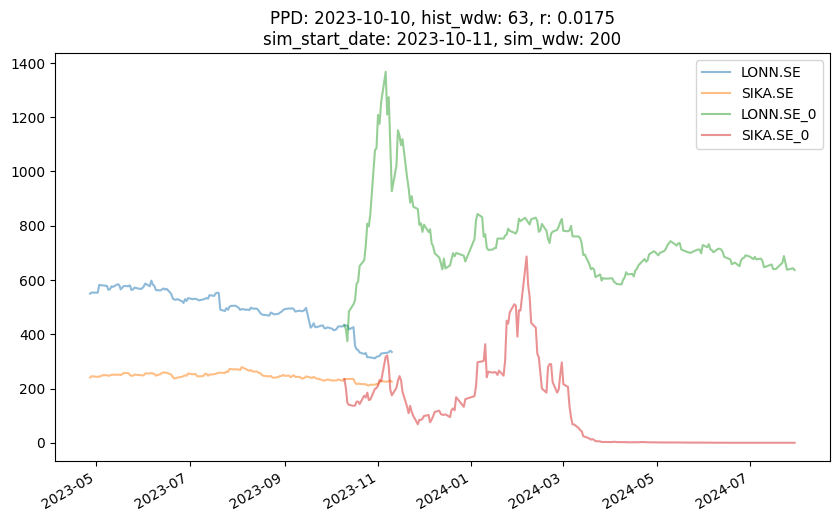 PPD: 2023-10-10, hist_wdw: 63, r: 0.0175
sim_start_date: 2023-10-11, sim_wdw: 200
LONN.SE
SIKA.SE
LONN.SE_0
SIKA.SE_0
1400
1200
1000
800
600
400
200
0
2023-05
2023-07
2023-09
2023-11
2024-01
2024-03
2024-05
2024-07